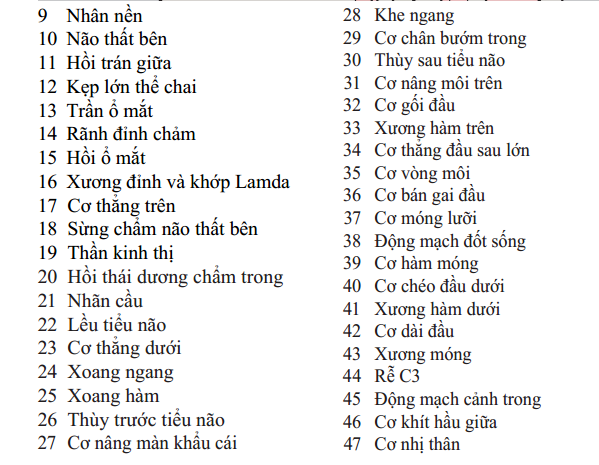 9 Nhân nền
10 Não thất bên
11 Hồi trán giữa
12 Kẹp lớn thể chai
13 Trần ổ mắt
14 Rãnh đỉnh chảm
15 Hồi ổ mắt
16 Xương đỉnh và khớp Lamda
17 Cơ thẳng trên
18 Sừng chẩm não thất bên
19 Thần kinh thị
20 Hồi thái dương chẩm trong
21 Nhãn cầu
22 Lều tiểu não
23 Cơ thẳng dưới
24 Xoang ngang
25 Xoang hàm
26 Thùy trước tiểu não
27 Cơ nâng màn khẩu cái
28 Khe ngang
29 Cơ chân bướm trong
30 Thùy sau tiểu não
31 Cơ nâng môi trên
32 Cơ gối đầu
33 Xương hàm trên
34 Cơ thẳng đầu sau lớn
35 Cơ vòng môi
36 Cơ bán gai đầu
37 Cơ móng lưỡi
38 Động mạch đốt sống
39 Cơ hàm móng
40 Cơ chéo đầu dưới
41 Xương hàm dưới
42 Cơ dài đầu
43 Xương móng
44 Rễ C3
45 Động mạch cảnh trong
46 Cơ khít hầu giữa
47 Cơ nhị thân